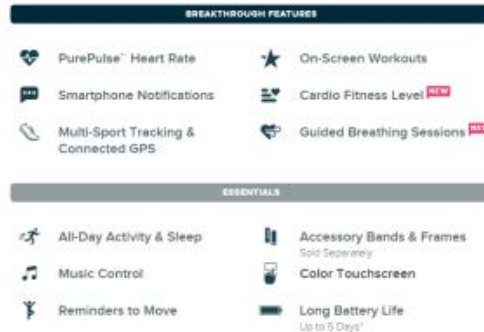 BREAKTHROUGH FEATURES
PurePulse™ Heart Rate
On-Screen Workouts
Smartphone Notifications
Cardio Fitness Level NEW
Multi-Sport Tracking &
Connected GPS
Guided Breathing Sessions NEW
ESSENTIALS
All-Day Activity & Sleep
Accessory Bands & Frames
Sold Separately
Music Control
Color Touchscreen
Reminders to Move
Long Battery Life
Up to 5 Days*